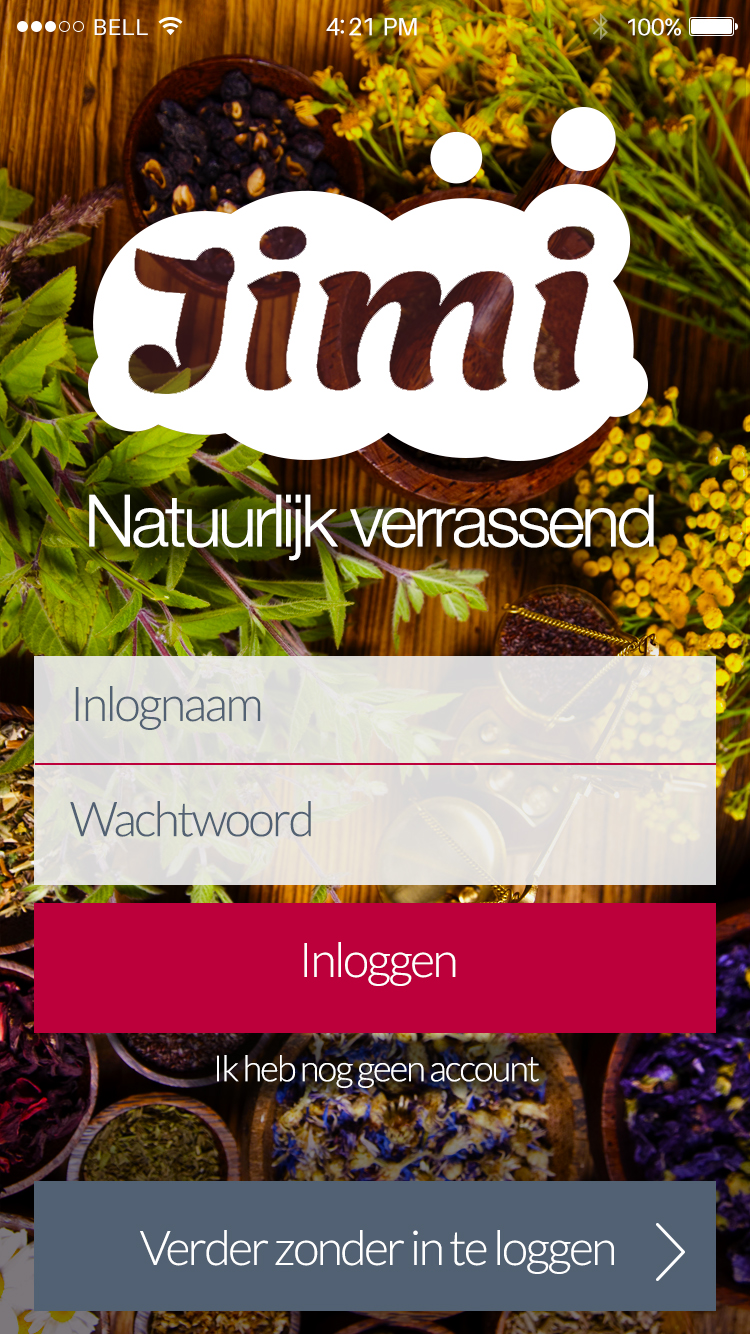 BELL 4:21 PM 100%
Jimi
Natuurlijk verrassend
Inlognaam
Wachtwoord
Inloggen
Ik heb nog geen account
Verder zonder in te loggen